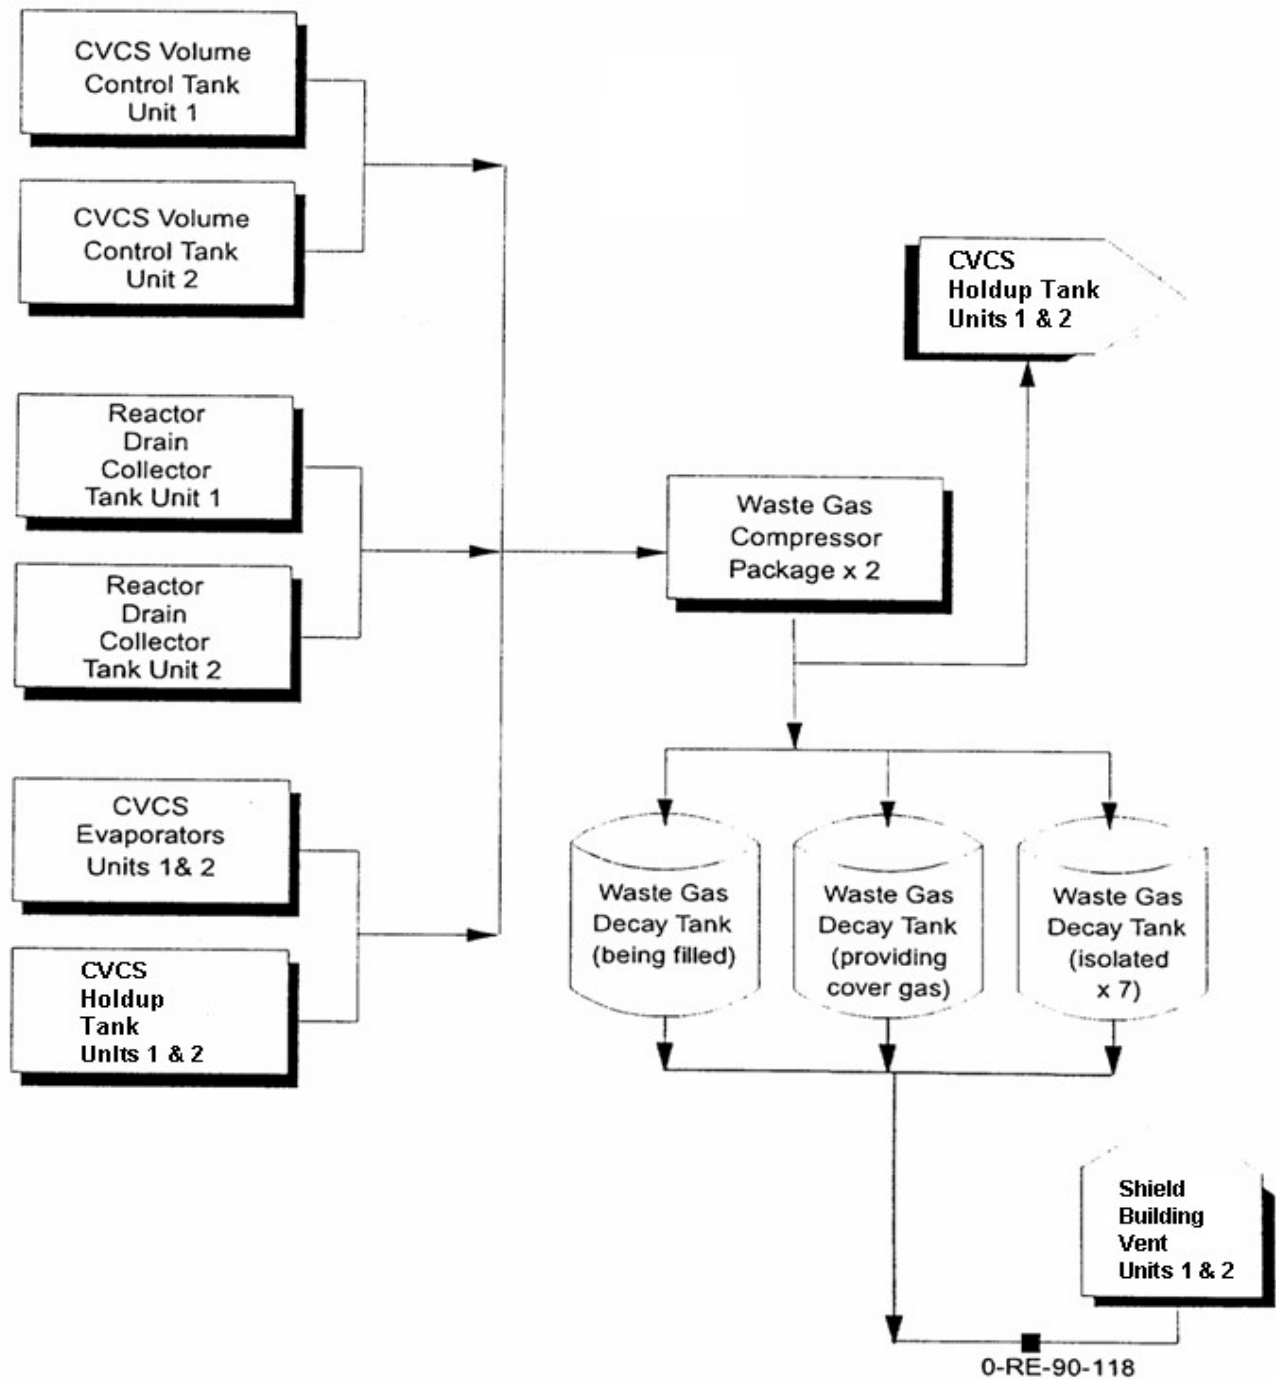 CVCS Volume
Control Tank
Unit 1
CVCS Volume
Control Tank
Unit 2
CVCS
Holdup Tank
Units 1 & 2
Reactor
Drain
Collector
Tank Unit 1
Reactor
Drain
Collector
Tank Unit 2
Waste Gas
Compressor
Package x 2
CVCS
Evaporators
Units 1& 2
CVCS
Holdup
Tank
Units 1 & 2
Waste Gas
Decay Tank
(being filled)
Waste Gas
Decay Tank
(providing
cover gas)
Waste Gas
Decay Tank
(isolated
x 7)
Shield
Building
Vent
Units 1 & 2
0-RE-90-118